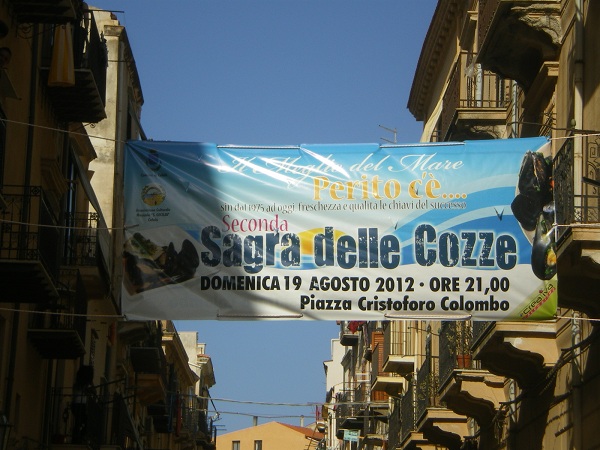 Il Meglio del Mare
Perito c'è....
sin dal 1975 ad oggi freschezza e qualità le chiavi del successo
Seconda
Sagra delle Cozze
DOMENICA 19 AGOSTO 2012 - ORE 21,00
Piazza Cristoforo Colombo